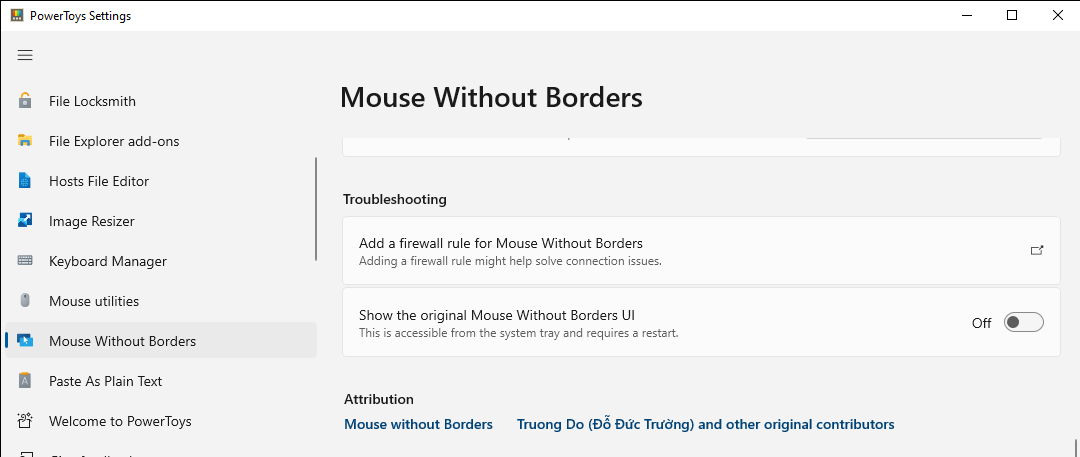 PowerToys Settings
File Locksmith
File Explorer add-ons
Hosts File Editor
Image Resizer
Keyboard Manager
Mouse utilities
Mouse Without Borders
Paste As Plain Text
Welcome to PowerToys
Mouse Without Borders
Troubleshooting
Add a firewall rule for Mouse Without Borders
Adding a firewall rule might help solve connection issues.
Show the original Mouse Without Borders UI
This is accessible from the system tray and requires a restart.
Off
Attribution
Mouse without Borders
Truong Do (Đỗ Đức Trường) and other original contributors